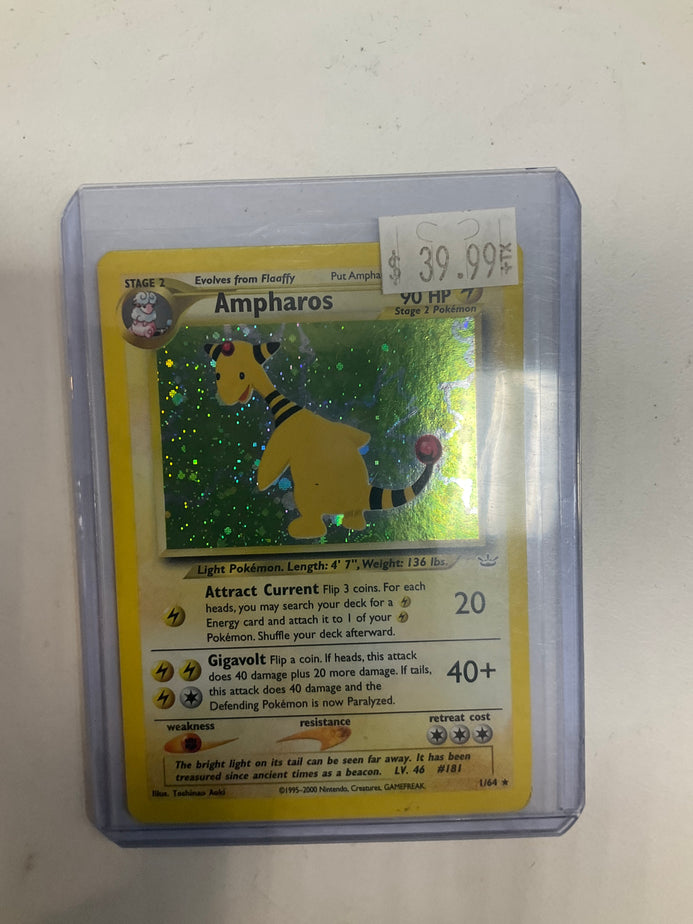 $ 39.99 +TX
STAGE 2 Evolves from Flaaffy Put Ampha
Ampharos 90 HP
Stage 2 Pokémon
Light Pokémon. Length: 4' 7", Weight: 136 lbs.
Attract Current Flip 3 coins. For each
heads, you may search your deck for a
Energy card and attach it to 1 of your
Pokémon. Shuffle your deck afterward.
20
Gigavolt Flip a coin. If heads, this attack
does 40 damage plus 20 more damage. If tails,
this attack does 40 damage and the
Defending Pokémon is now Paralyzed.
40+
weakness resistance retreat cost
The bright light on its tail can be seen far away. It has been
treasured since ancient times as a beacon. LV. 46 #181
Illus. Toshinao Aoki ©1995-2000 Nintendo, Creatures, GAMEFREAK. 1/64 ★